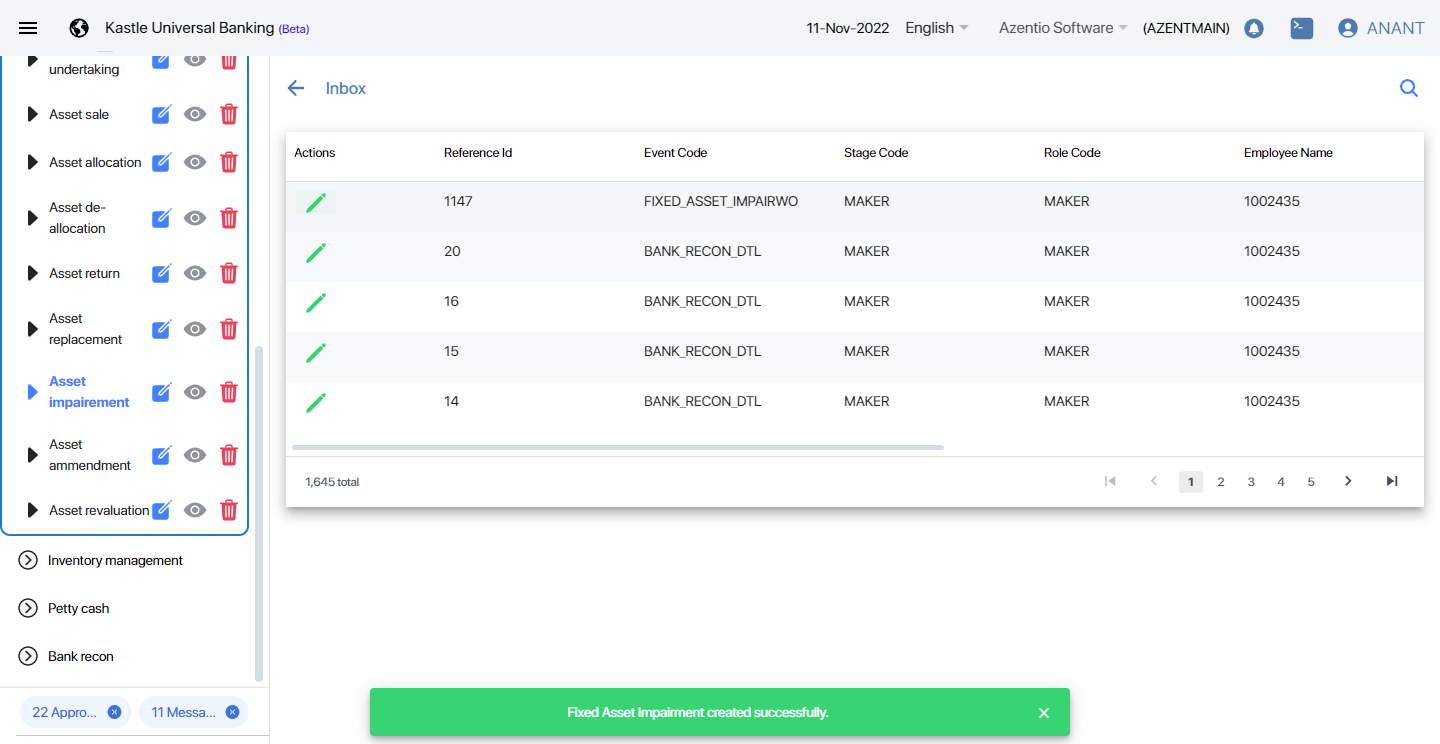 Kastle Universal Banking (Beta)
11-Nov-2022 English Azentio Software (AZENTMAIN) ANANT
undertaking
Asset sale
Asset allocation
Asset de-
allocation
Asset return
Asset
replacement
Asset
impairement
Asset
ammendment
Asset revaluation
Inventory management
Petty cash
Bank recon
22 Appro...
11 Messa...
Inbox
Actions Reference Id Event Code Stage Code Role Code Employee Name
1147 FIXED_ASSET_IMPAIRWO MAKER MAKER 1002435
20 BANK_RECON_DTL MAKER MAKER 1002435
16 BANK_RECON_DTL MAKER MAKER 1002435
15 BANK_RECON_DTL MAKER MAKER 1002435
14 BANK_RECON_DTL MAKER MAKER 1002435
1,645 total 1 2 3 4 5
Fixed Asset Impairment created successfully.